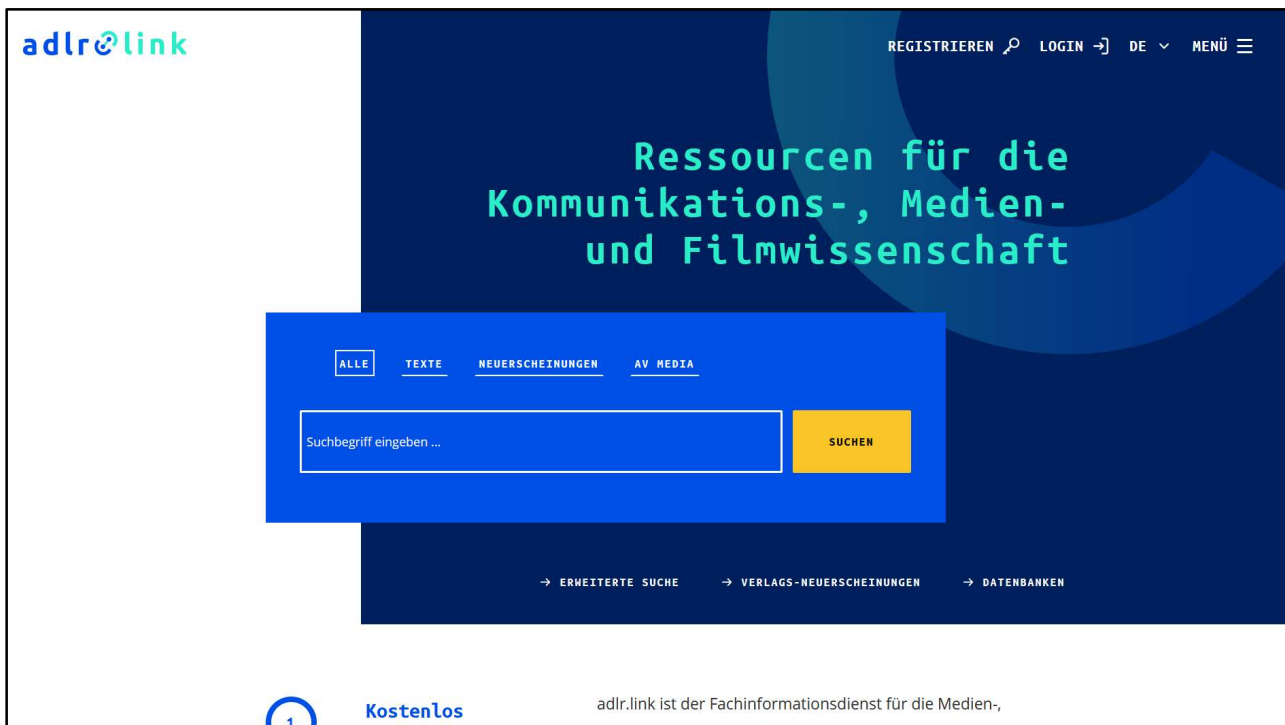 adlr link
REGISTRIEREN LOGIN DE MENÜ
Ressourcen für die
Kommunikations-, Medien-
und Filmwissenschaft
ALLE TEXTE NEUERSCHEINUNGEN AV MEDIA
Suchbegriff eingeben ...
SUCHEN
→ ERWEITERTE SUCHE → VERLAGS-NEUERSCHEINUNGEN → DATENBANKEN
1
Kostenlos
adlr.link ist der Fachinformationsdienst für die Medien-,